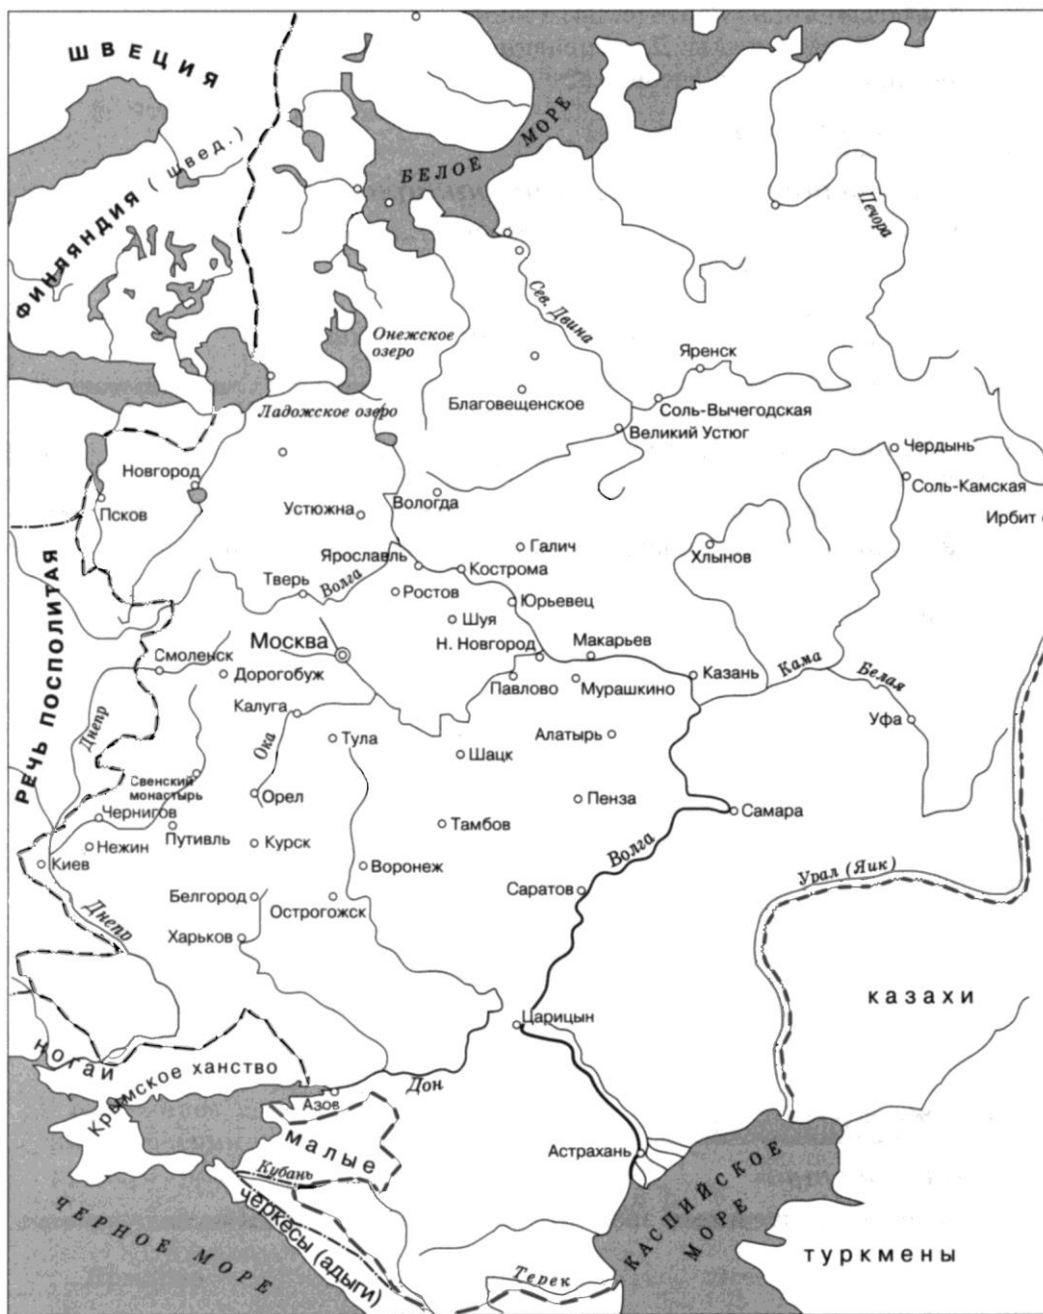 ШВЕЦИЯ
ФИНЛЯНДИЯ (швед.)
БЕЛОЕ МОРЕ
Печора
Сев. Двина
Онежское
озеро
Ладожское озеро
Яренск
Благовещенское
Соль-Вычегодская
Великий Устюг
Чердынь
Соль-Камская
Ирбит
Новгород
Псков
Устюжна
Вологда
Галич
Хлынов
Ярославль
Кострома
Тверь
Волга
Ростов
Юрьевец
Шуя
РЕЧЬ ПОСПОЛИТАЯ
Москва
Н. Новгород
Макарьев
Смоленск
Дорогобуж
Павлово
Мурашкино
Казань
Кама
Белая
Уфа
Днепр
Калуга
Ока
Тула
Алатырь
Шацк
Свенский
монастырь
Орел
Пенза
Самара
Чернигов
Путивль
Нежин
Киев
Курск
Тамбов
Волга
Воронеж
Саратов
Урал (Яик)
Белгород
Острогожск
Днепр
Харьков
казахи
Царицын
ногаи
Крымское ханство
Дон
Азов
малые
Кубань
черкесы (адыги)
Астрахань
КАСПИЙСКОЕ
МОРЕ
ЧЕРНОЕ МОРЕ
Терек
туркмены